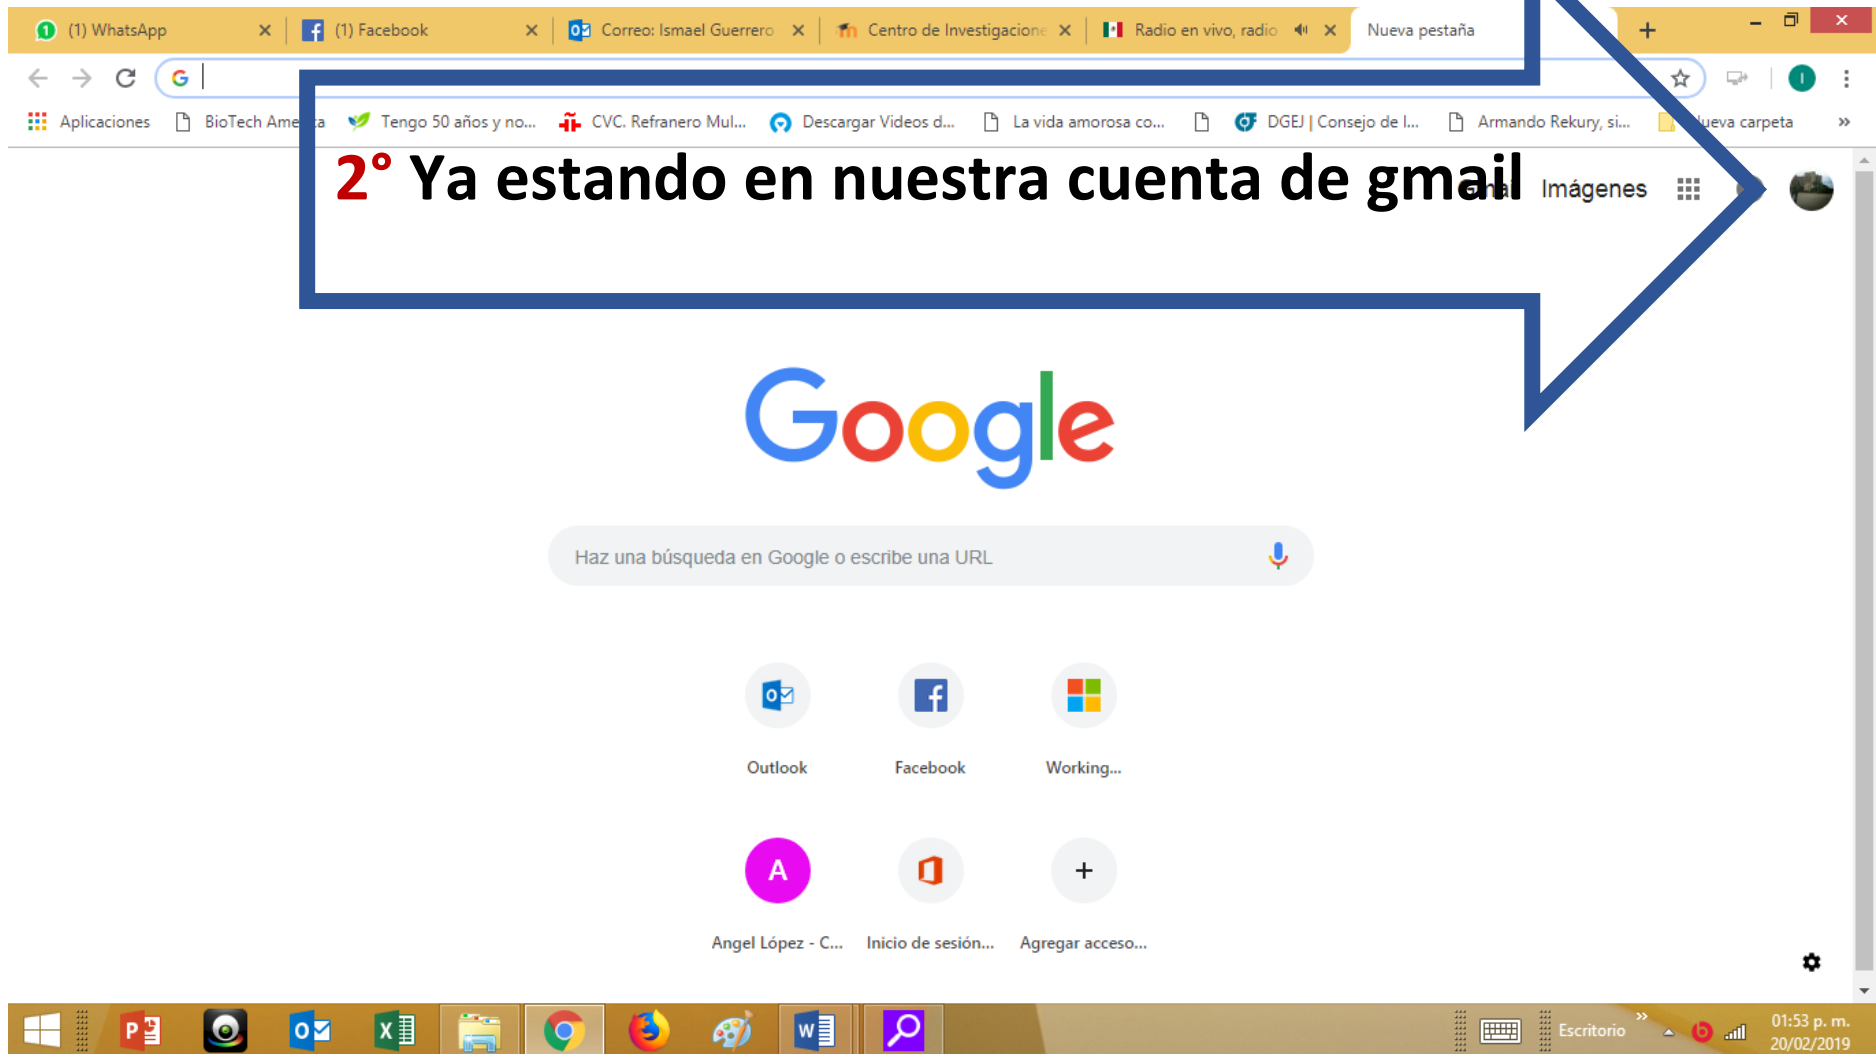 (1) WhatsApp (1) Facebook Correo: Ismael Guerrero Centro de Investigacione Radio en vivo, radio Nueva pestaña
Aplicaciones BioTech America Tengo 50 años y no... CVC. Refranero Mul... Descargar Videos d... La vida amorosa co... DGEJ | Consejo de l... Armando Rekury, si... Nueva carpeta »
2° Ya estando en nuestra cuenta de gmail
Gmail Imágenes
Google
Haz una búsqueda en Google o escribe una URL
Outlook Facebook Working...
A
Angel López - C... Inicio de sesión... Agregar acceso...
Escritorio » 01:53 p. m.
20/02/2019